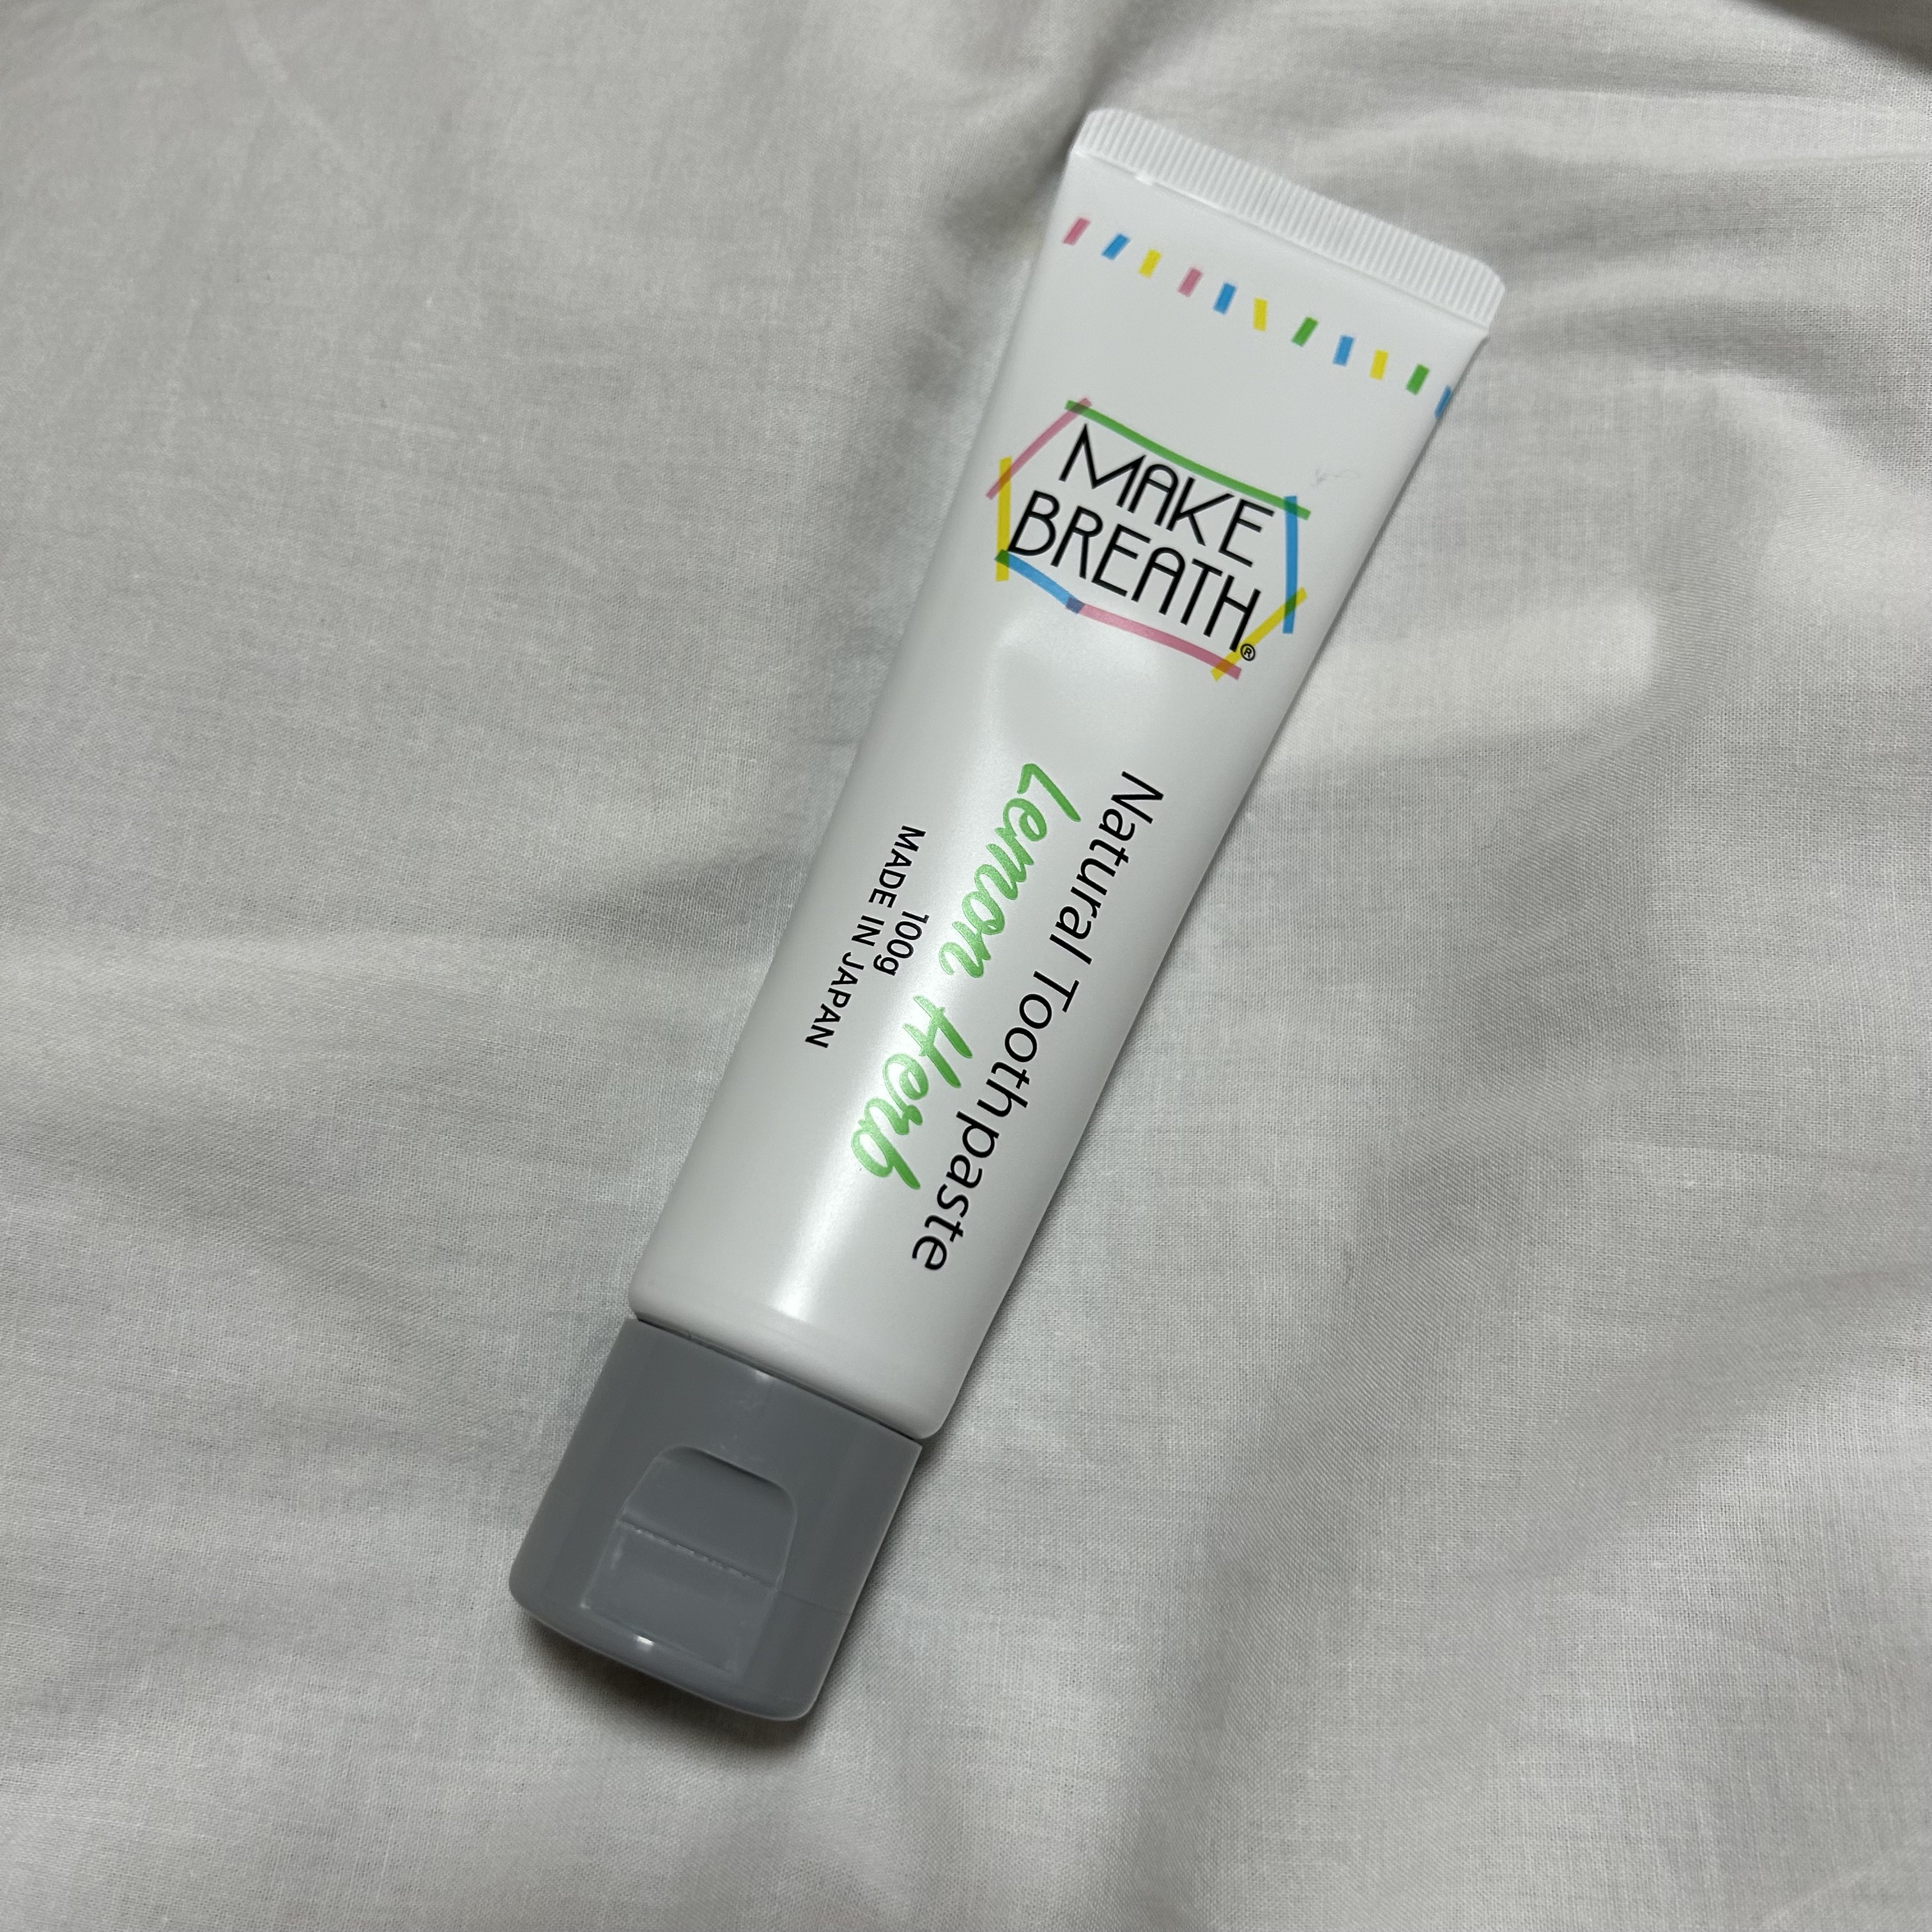 MAKE
BREATH®
Natural Toothpaste
Lemon Herb
100g
MADE IN JAPAN